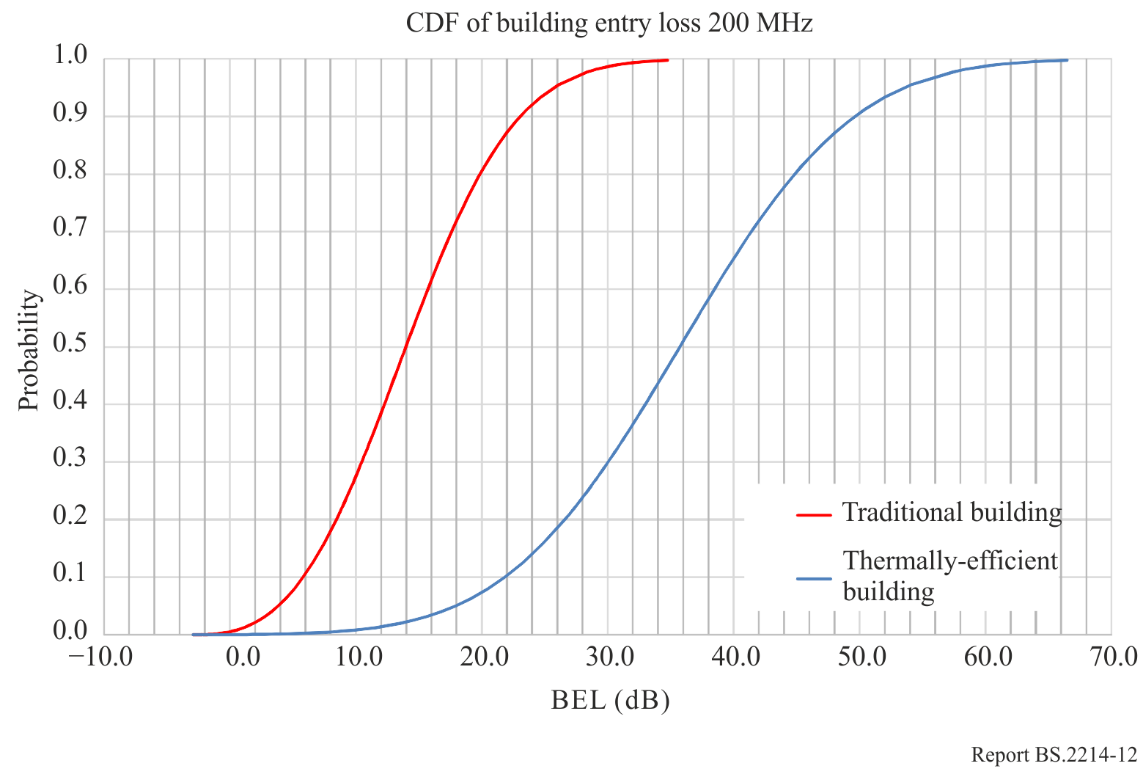 CDF of building entry loss 200 MHz
1.0
0.9
0.8
0.7
0.6
0.5
0.4
0.3
0.2
0.1
0.0
Probability
−10.0 0.0 10.0 20.0 30.0 40.0 50.0 60.0 70.0
BEL (dB)
Traditional building
Thermally-efficient
building
Report BS.2214-12